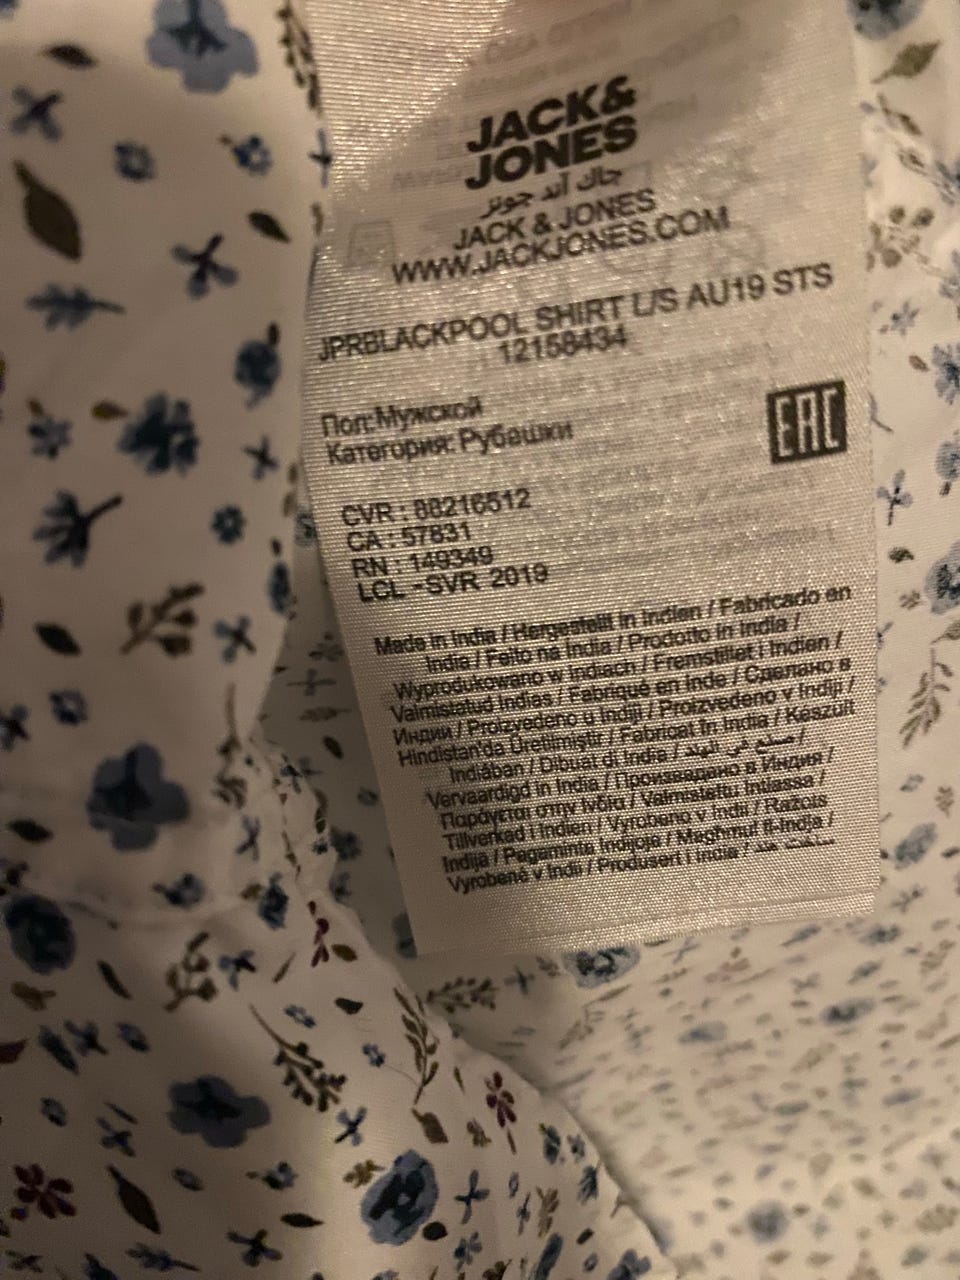 JACK&
JONES
جاك آند جونز
JACK & JONES
WWW.JACKJONES.COM
JPRBLACKPOOL SHIRT L/S AU19 STS
12158434
Пол:Мужской
Категория: Рубашки
EAC
CVR : 88216512
CA : 57831
RN : 149349
LCL -SVR 2019
Made in India / Hergestellt in Indien / Fabricado en
India / Feito na India / Prodotto in India /
Wyprodukowano w Indiach / Fremstillet i Indien /
Valmistatud Indias / Fabriqué en Inde / Сделано в
Индии / Proizvedeno u Indiji / Proizvedeno v Indiji /
Hindistan'da Üretilmiştir / Fabricat în India / Készült
Indiában / Dibuat di India / صنع في الهند /
Vervaardigd in India / Произведено в Индия /
Παράγεται στην Ινδία / Valmistettu Intiassa /
Tillverkad i Indien / Vyrobeno v Indii / Ražots
Indijā / Pagaminta Indijoje / Magħmul fl-Indja /
Vyrobené v Indii / Produsert i India / ساخت هند